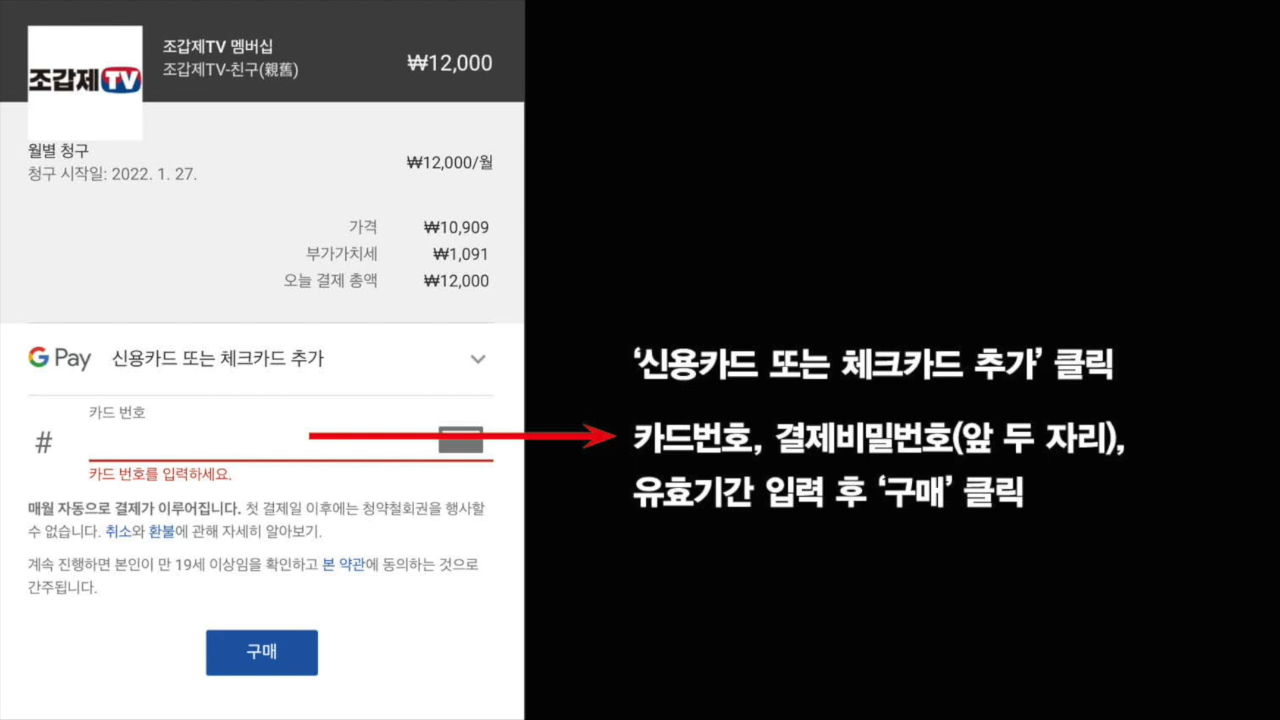 조갑제TV
조갑제TV 멤버십
조갑제TV-친구(親舊)
₩12,000
월별 청구
청구 시작일: 2022. 1. 27.
₩12,000/월
가격 ₩10,909
부가가치세 ₩1,091
오늘 결제 총액 ₩12,000
G Pay 신용카드 또는 체크카드 추가
카드 번호
#
카드 번호를 입력하세요.
매월 자동으로 결제가 이루어집니다. 첫 결제일 이후에는 청약철회권을 행사할
수 없습니다. 취소와 환불에 관해 자세히 알아보기.
계속 진행하면 본인이 만 19세 이상임을 확인하고 본 약관에 동의하는 것으로
간주됩니다.
구매
‘신용카드 또는 체크카드 추가’ 클릭
카드번호, 결제비밀번호(앞 두 자리),
유효기간 입력 후 ‘구매’ 클릭